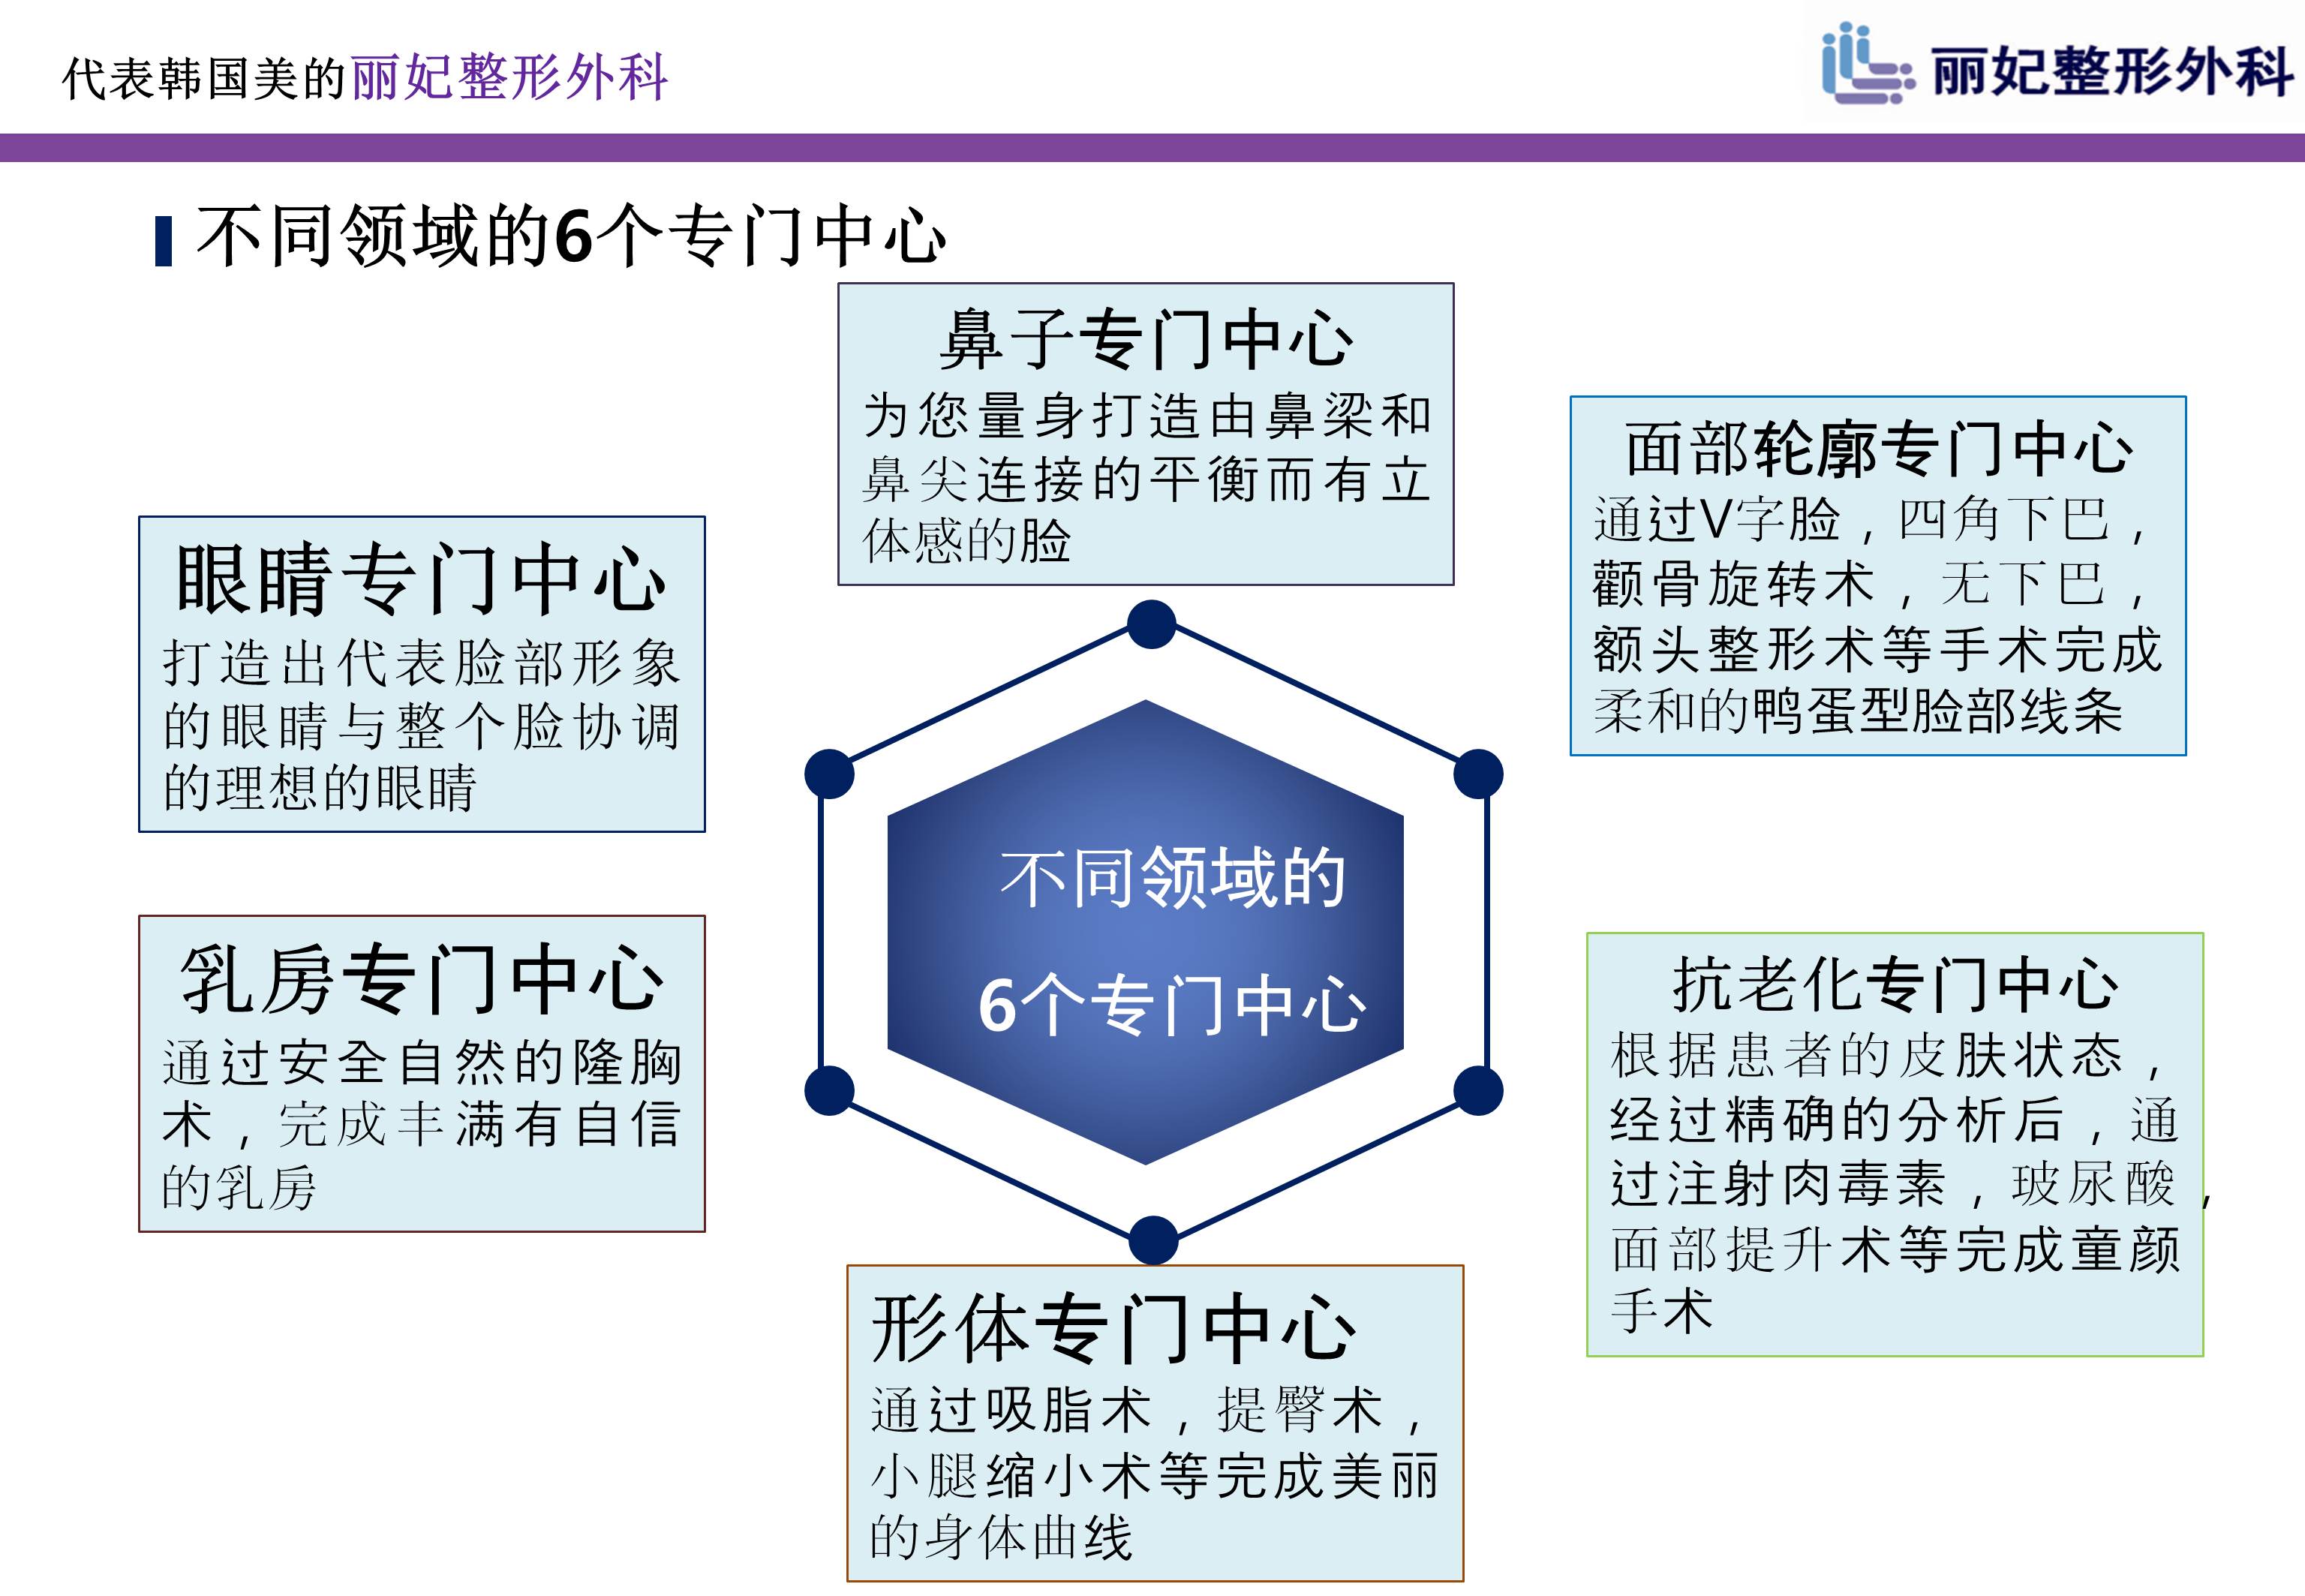 代表韩国美的丽妃整形外科
丽妃整形外科
不同领域的6个专门中心
鼻子专门中心
为您量身打造由鼻梁和
鼻尖连接的平衡而有立
体感的脸
面部轮廓专门中心
通过V字脸，四角下巴，
颧骨旋转术，无下巴，
额头整形术等手术完成
柔和的鸭蛋型脸部线条
眼睛专门中心
打造出代表脸部形象
的眼睛与整个脸协调
的理想的眼睛
不同领域的
6个专门中心
乳房专门中心
通过安全自然的隆胸
术，完成丰满有自信
的乳房
抗老化专门中心
根据患者的皮肤状态，
经过精确的分析后，通
过注射肉毒素，玻尿酸，
面部提升术等完成童颜
手术
形体专门中心
通过吸脂术，提臀术，
小腿缩小术等完成美丽
的身体曲线